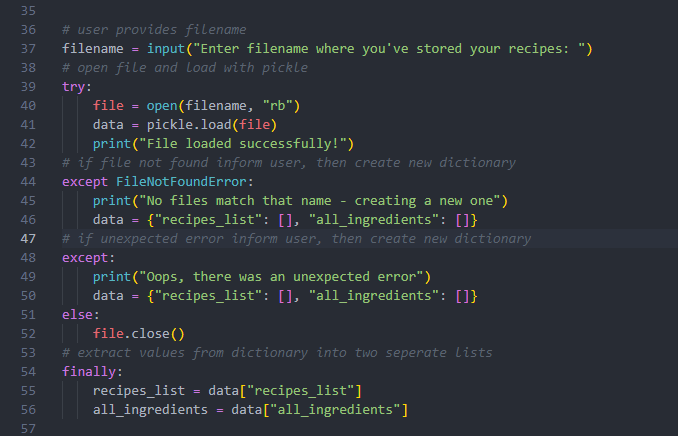 35
36 # user provides filename
37 filename = input("Enter filename where you've stored your recipes: ")
38 # open file and load with pickle
39 try:
40     file = open(filename, "rb")
41     data = pickle.load(file)
42     print("File loaded successfully!")
43 # if file not found inform user, then create new dictionary
44 except FileNotFoundError:
45     print("No files match that name - creating a new one")
46     data = {"recipes_list": [], "all_ingredients": []}
47 # if unexpected error inform user, then create new dictionary
48 except:
49     print("Oops, there was an unexpected error")
50     data = {"recipes_list": [], "all_ingredients": []}
51 else:
52     file.close()
53 # extract values from dictionary into two seperate lists
54 finally:
55     recipes_list = data["recipes_list"]
56     all_ingredients = data["all_ingredients"]
57